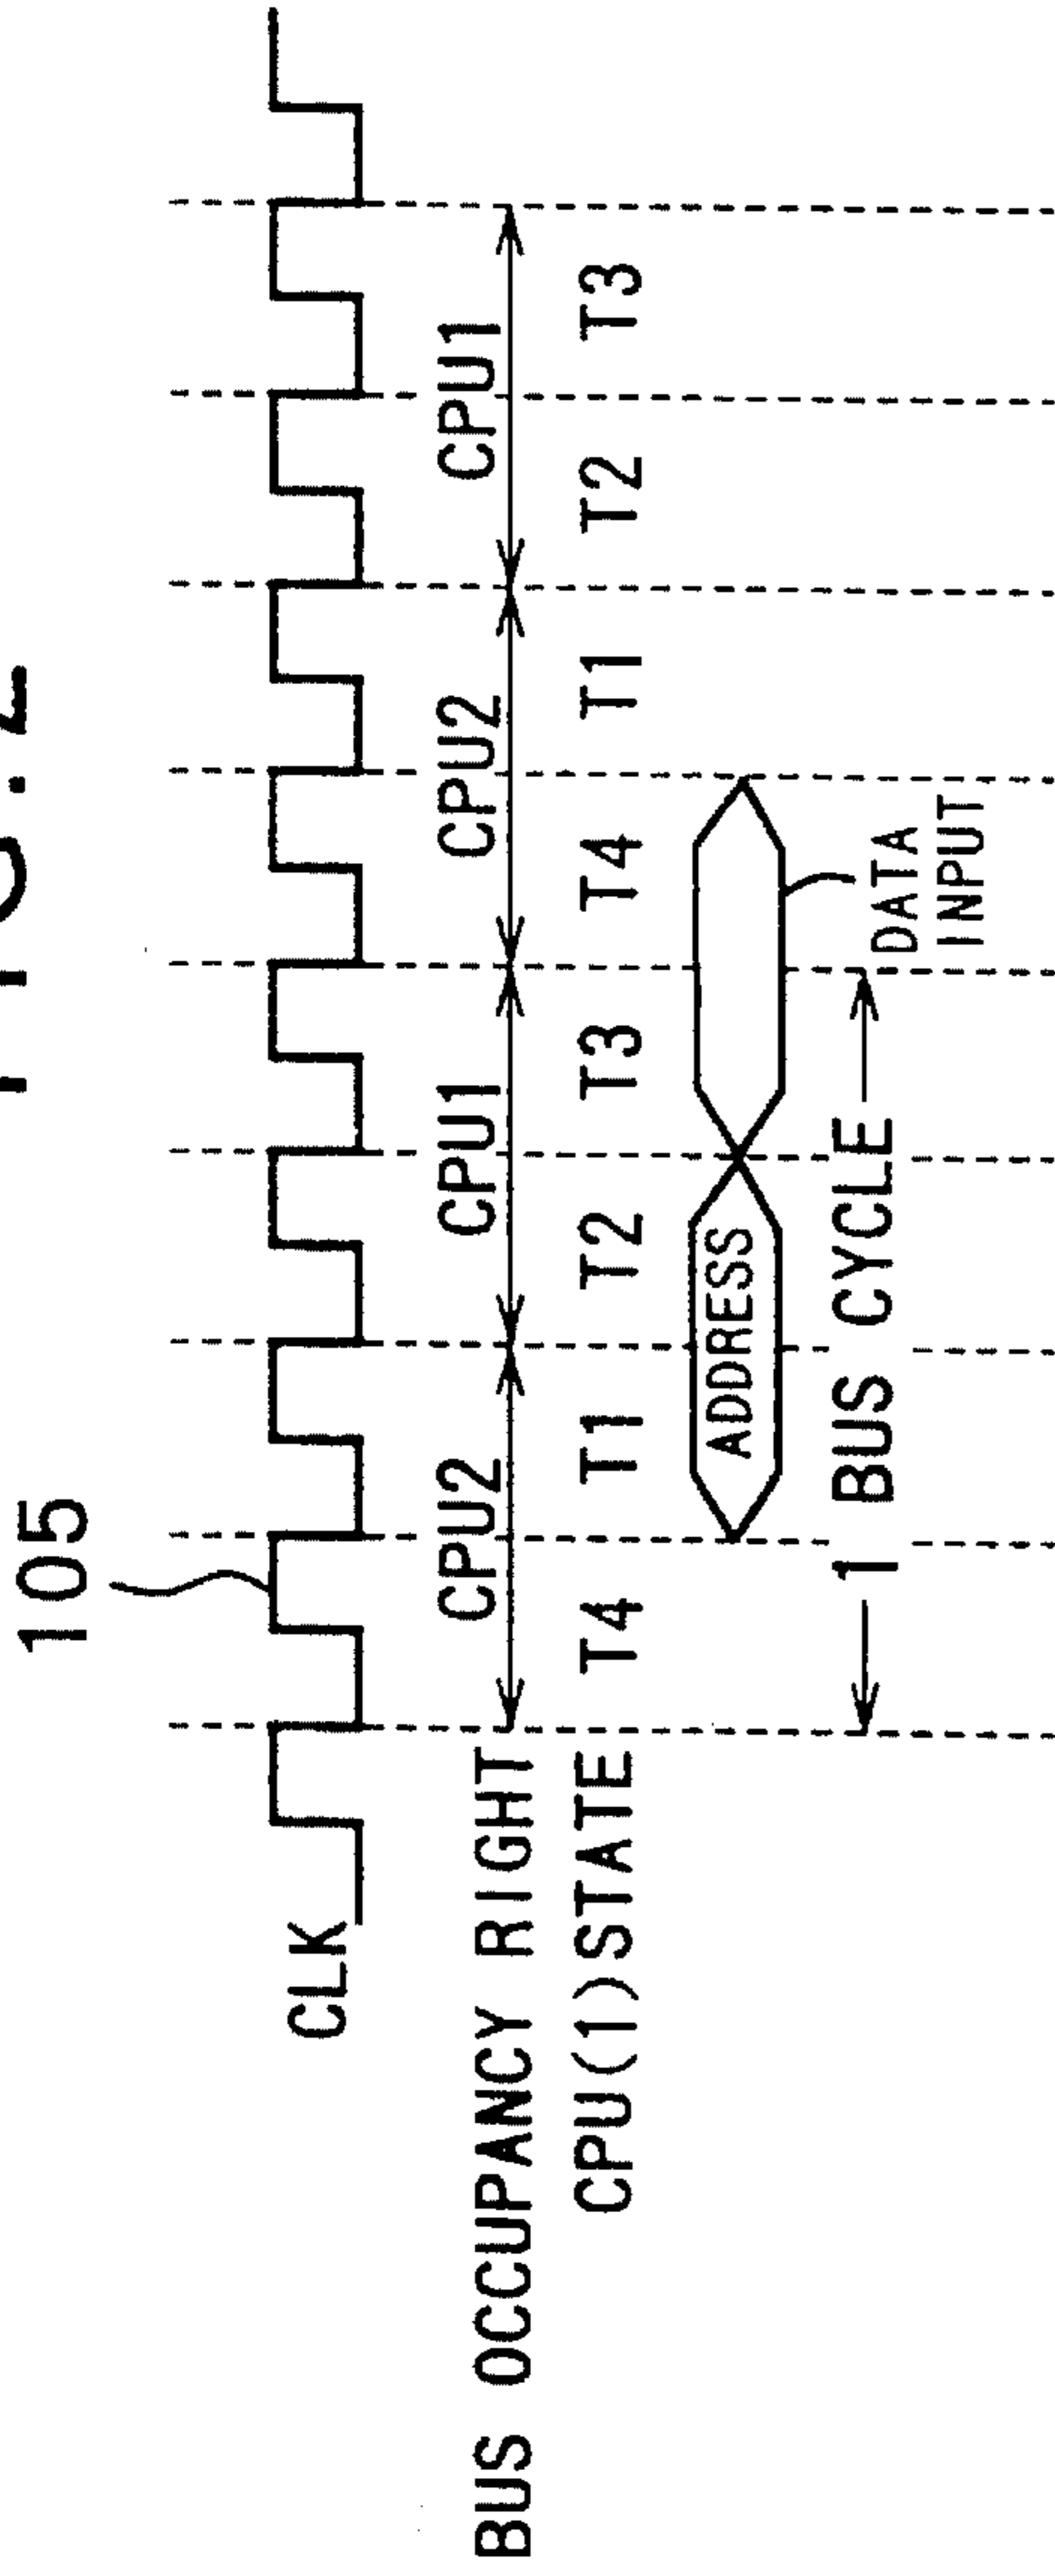 105
CLK
CPU2 CPU1 CPU2 CPU1
BUS OCCUPANCY RIGHT
CPU(1)STATE T4 T1 T2 T3 T4 T1 T2 T3
ADDRESS
DATA
INPUT
1 BUS CYCLE